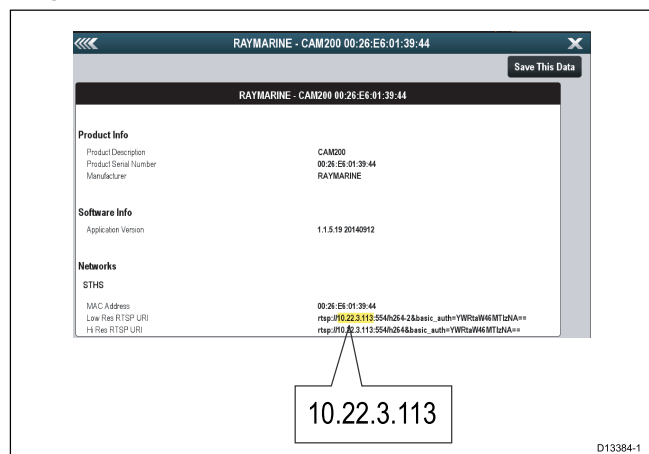 RAYMARINE - CAM200 00:26:E6:01:39:44
X
Save This Data
RAYMARINE - CAM200 00:26:E6:01:39:44
Product Info
Product Description CAM200
Product Serial Number 00:26:E6:01:39:44
Manufacturer RAYMARINE
Software Info
Application Version 1.1.5.19 20140912
Networks
STHS
MAC Address 00:26:E6:01:39:44
Low Res RTSP URI rtsp://10.22.3.113:554/h264-2&basic_auth=YWRtaW46MTIzNA==
Hi Res RTSP URI rtsp://10.22.3.113:554/h264&basic_auth=YWRtaW46MTIzNA==
10.22.3.113
D13384-1